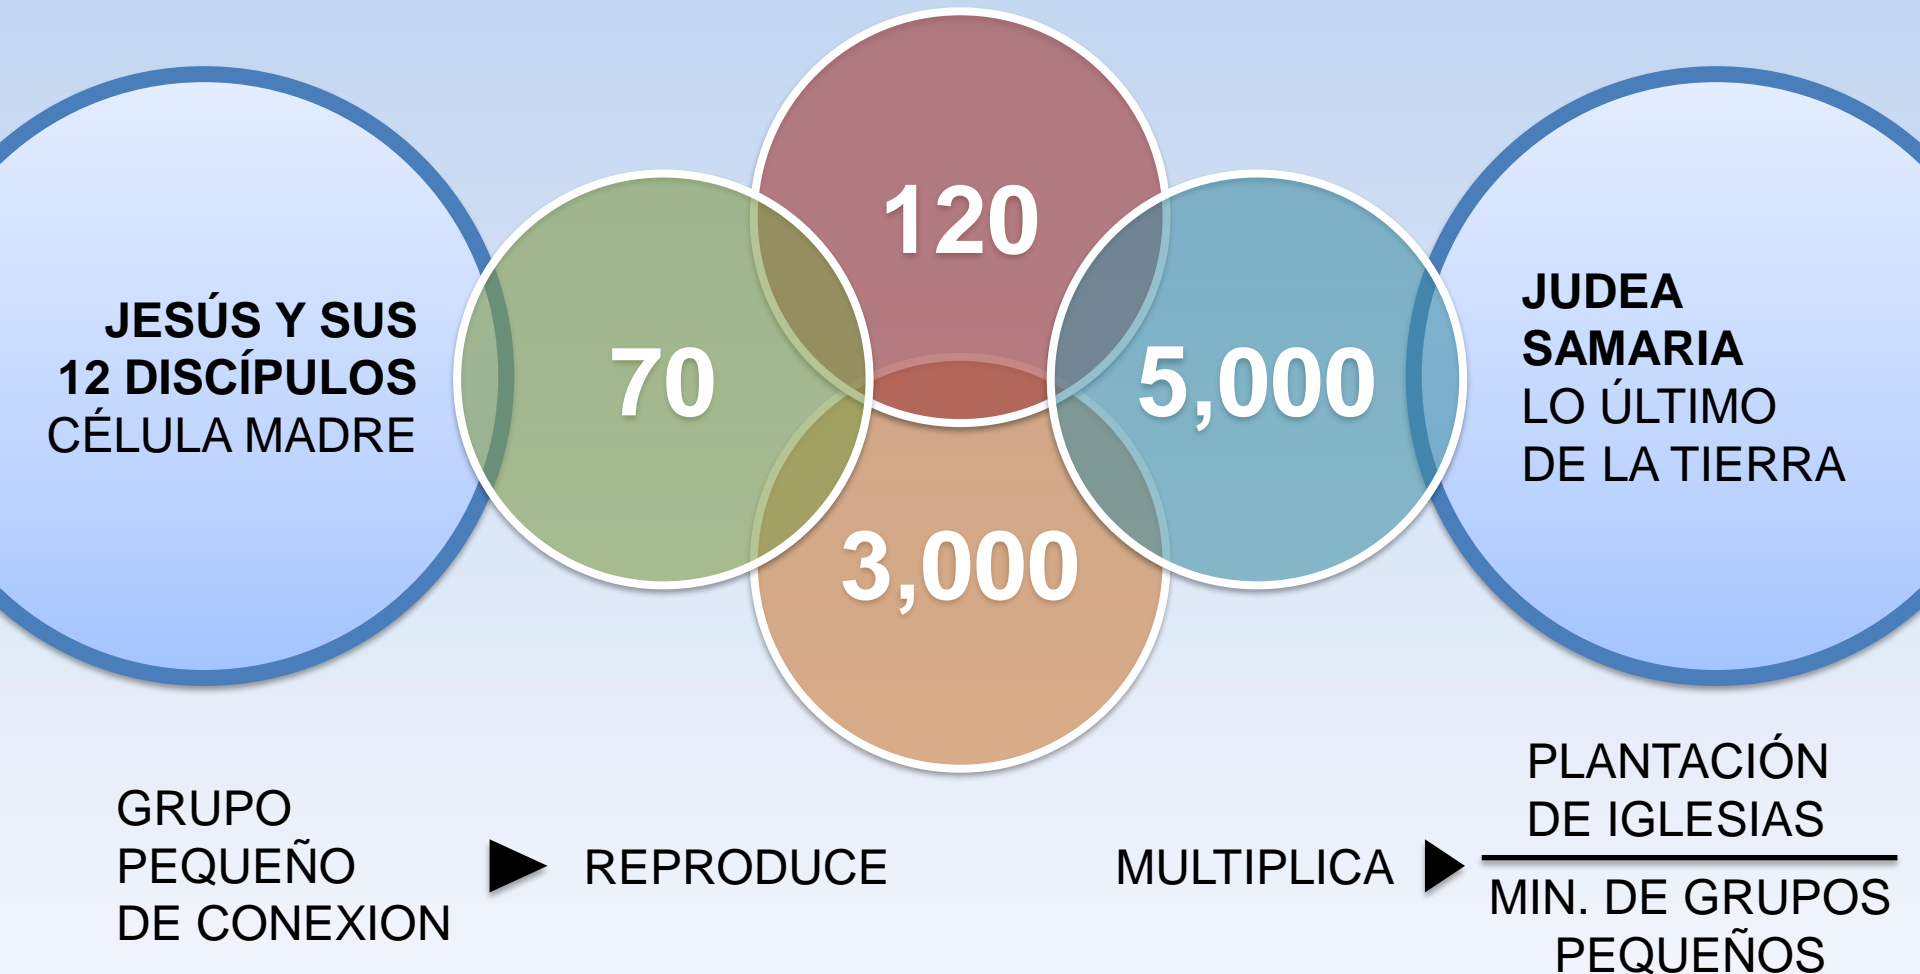 JESÚS Y SUS
12 DISCÍPULOS
CÉLULA MADRE
70
120
3,000
5,000
JUDEA
SAMARIA
LO ÚLTIMO
DE LA TIERRA
GRUPO
PEQUEÑO
DE CONEXION
REPRODUCE
MULTIPLICA
PLANTACIÓN
DE IGLESIAS
MIN. DE GRUPOS
PEQUEÑOS